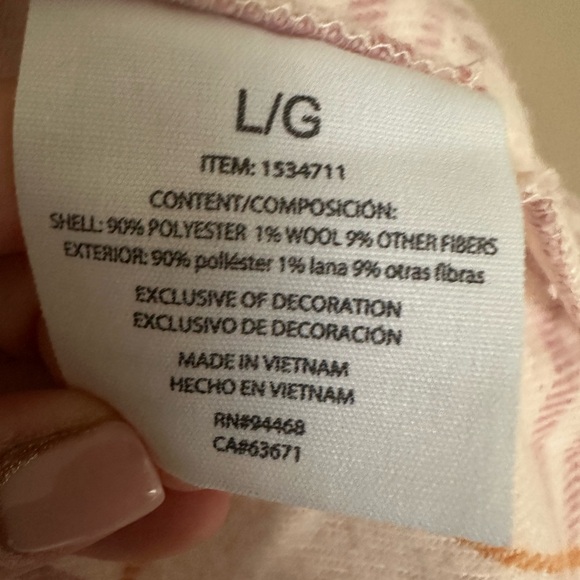 L/G
ITEM: 1534711
CONTENT/COMPOSICIÓN:
SHELL: 90% POLYESTER 1% WOOL 9% OTHER FIBERS
EXTERIOR: 90% poliéster 1% lana 9% otras fibras
EXCLUSIVE OF DECORATION
EXCLUSIVO DE DECORACIÓN
MADE IN VIETNAM
HECHO EN VIETNAM
RN#94468
CA#63671